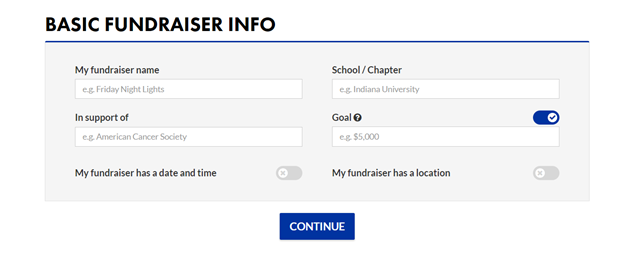 BASIC FUNDRAISER INFO
My fundraiser name
School / Chapter
e.g. Friday Night Lights
e.g. Indiana University
In support of
Goal
e.g. American Cancer Society
e.g. $5,000
My fundraiser has a date and time
My fundraiser has a location
CONTINUE